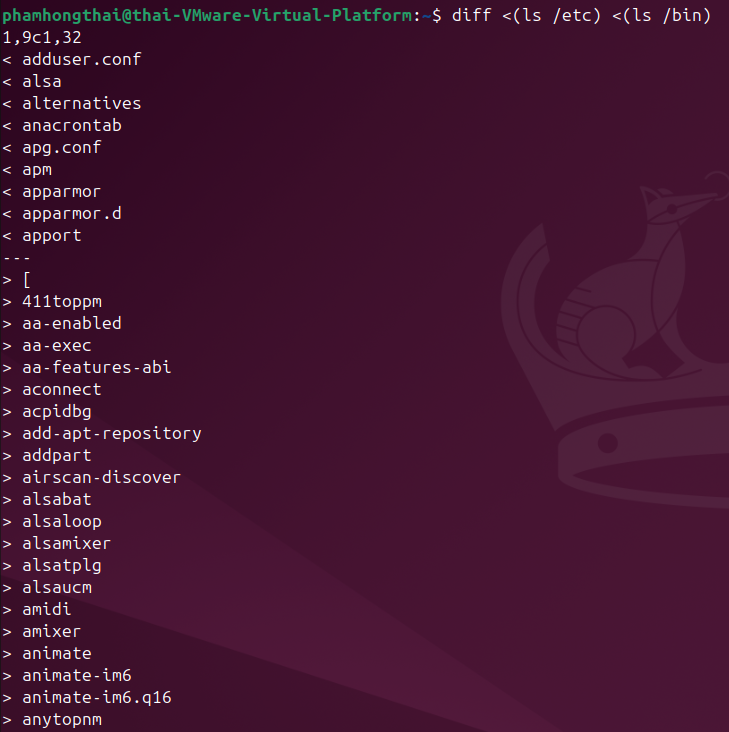 phamhongthai@thai-VMware-Virtual-Platform:~$ diff <(ls /etc) <(ls /bin)
1,9c1,32
< adduser.conf
< alsa
< alternatives
< anacrontab
< apg.conf
< apm
< apparmor
< apparmor.d
< apport
---
> [
> 411toppm
> aa-enabled
> aa-exec
> aa-features-abi
> aconnect
> acpidbg
> add-apt-repository
> addpart
> airscan-discover
> alsabat
> alsaloop
> alsamixer
> alsatplg
> alsaucm
> amidi
> amixer
> animate
> animate-im6
> animate-im6.q16
> anytopnm